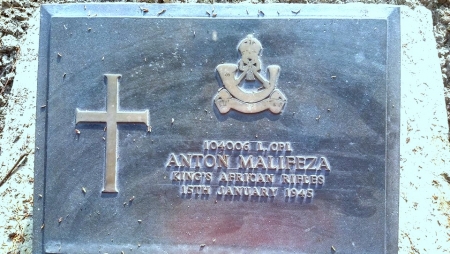 104006 L/CPL
ANTON MALIPEZA
KING'S AFRICAN RIFLES
15TH JANUARY 1945